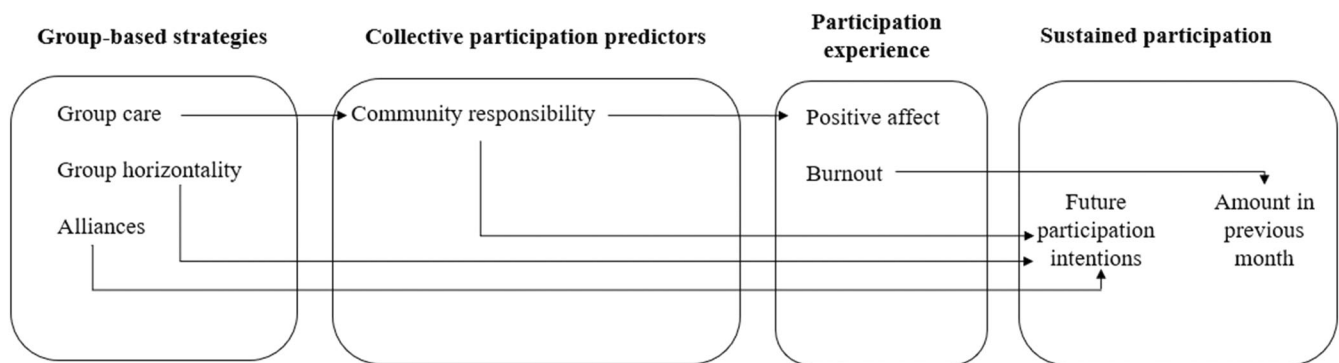 Group-based strategies
Collective participation predictors
Participation
experience
Sustained participation
Group care
Community responsibility
Positive affect
Group horizontality
Burnout
Alliances
Future
participation
intentions
Amount in
previous
month